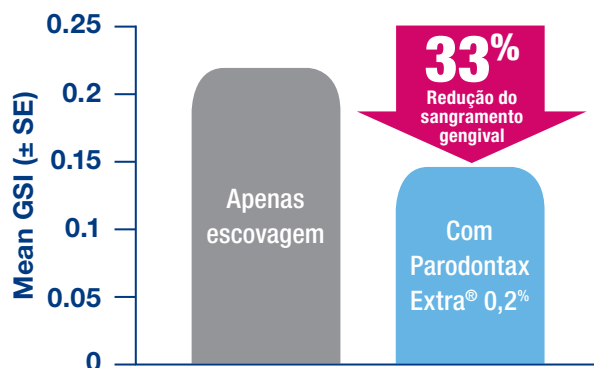 Mean GSI (± SE)
0.25
0.2
0.15
0.1
0.05
0
Apenas
escovagem
33%
Redução do
sangramento
gengival
Com
Parodontax
Extra® 0,2%